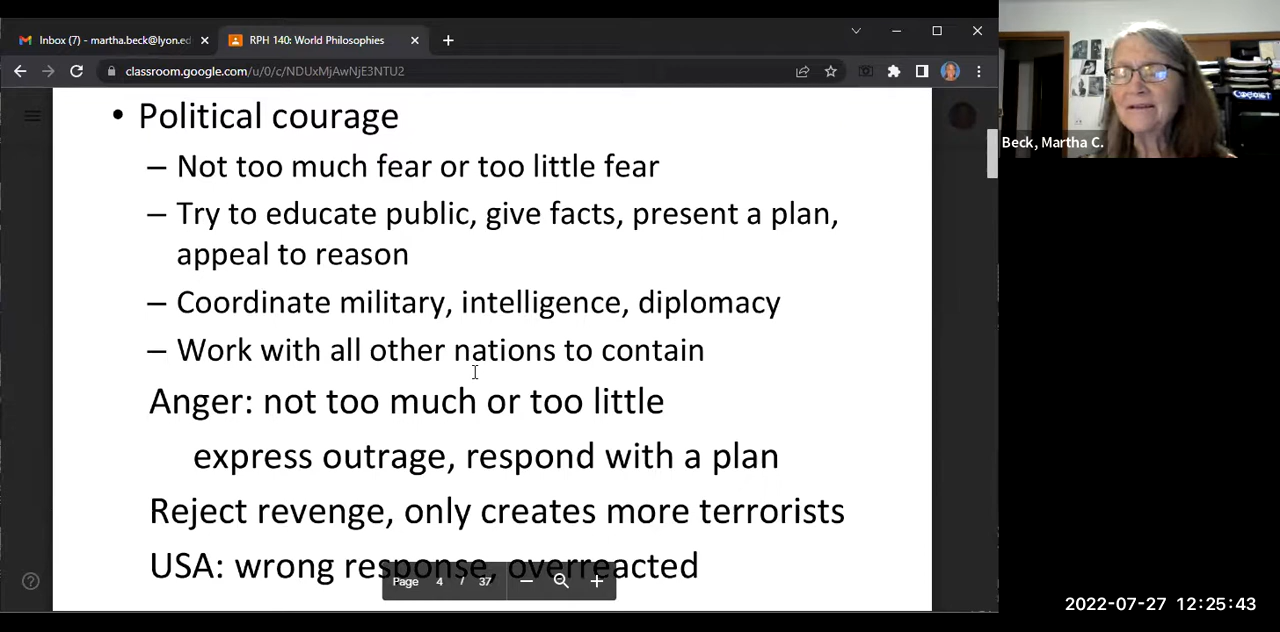 Inbox (7) - martha.beck@lyon.ed
RPH 140: World Philosophies
classroom.google.com/u/0/c/NDUxMjAwNjE3NTU2
• Political courage
– Not too much fear or too little fear
– Try to educate public, give facts, present a plan,
appeal to reason
– Coordinate military, intelligence, diplomacy
– Work with all other nations to contain
Anger: not too much or too little
express outrage, respond with a plan
Reject revenge, only creates more terrorists
USA: wrong response, overreacted
Page 4 / 37
Beck, Martha C.
2022-07-27 12:25:43